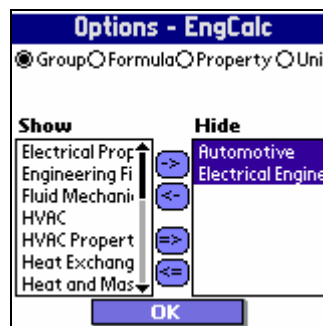 Options - EngCalc
Group Formula Property Uni
Show Hide
Electrical Prop
Engineering Fi
Fluid Mechani
HVAC
HVAC Propert
Heat Exchang
Heat and Mas
->
<-
=>
<=
Automotive
Electrical Engine
OK